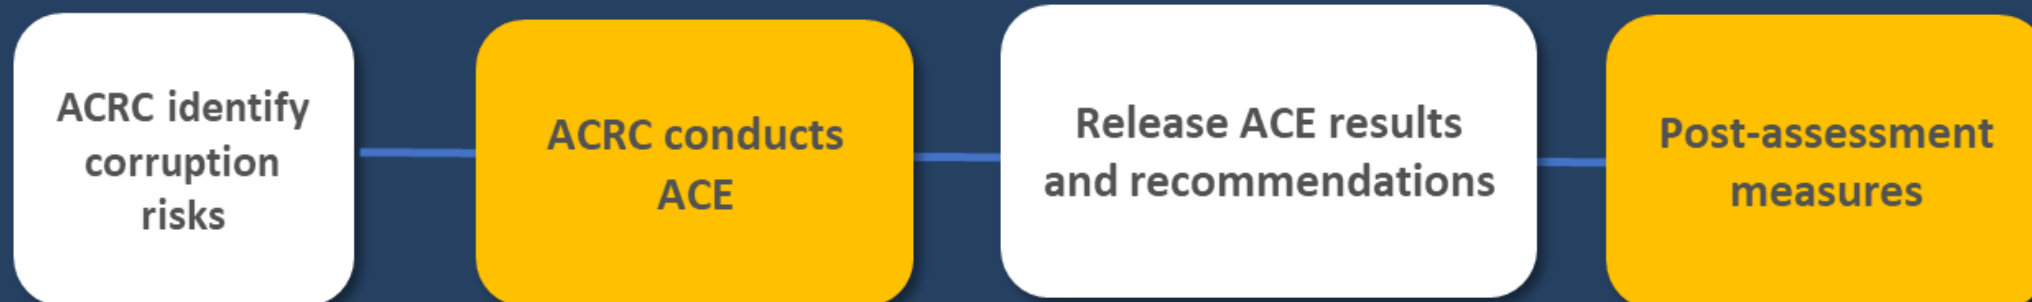 ACRC identify
corruption
risks
ACRC conducts
ACE
Release ACE results
and recommendations
Post-assessment
measures